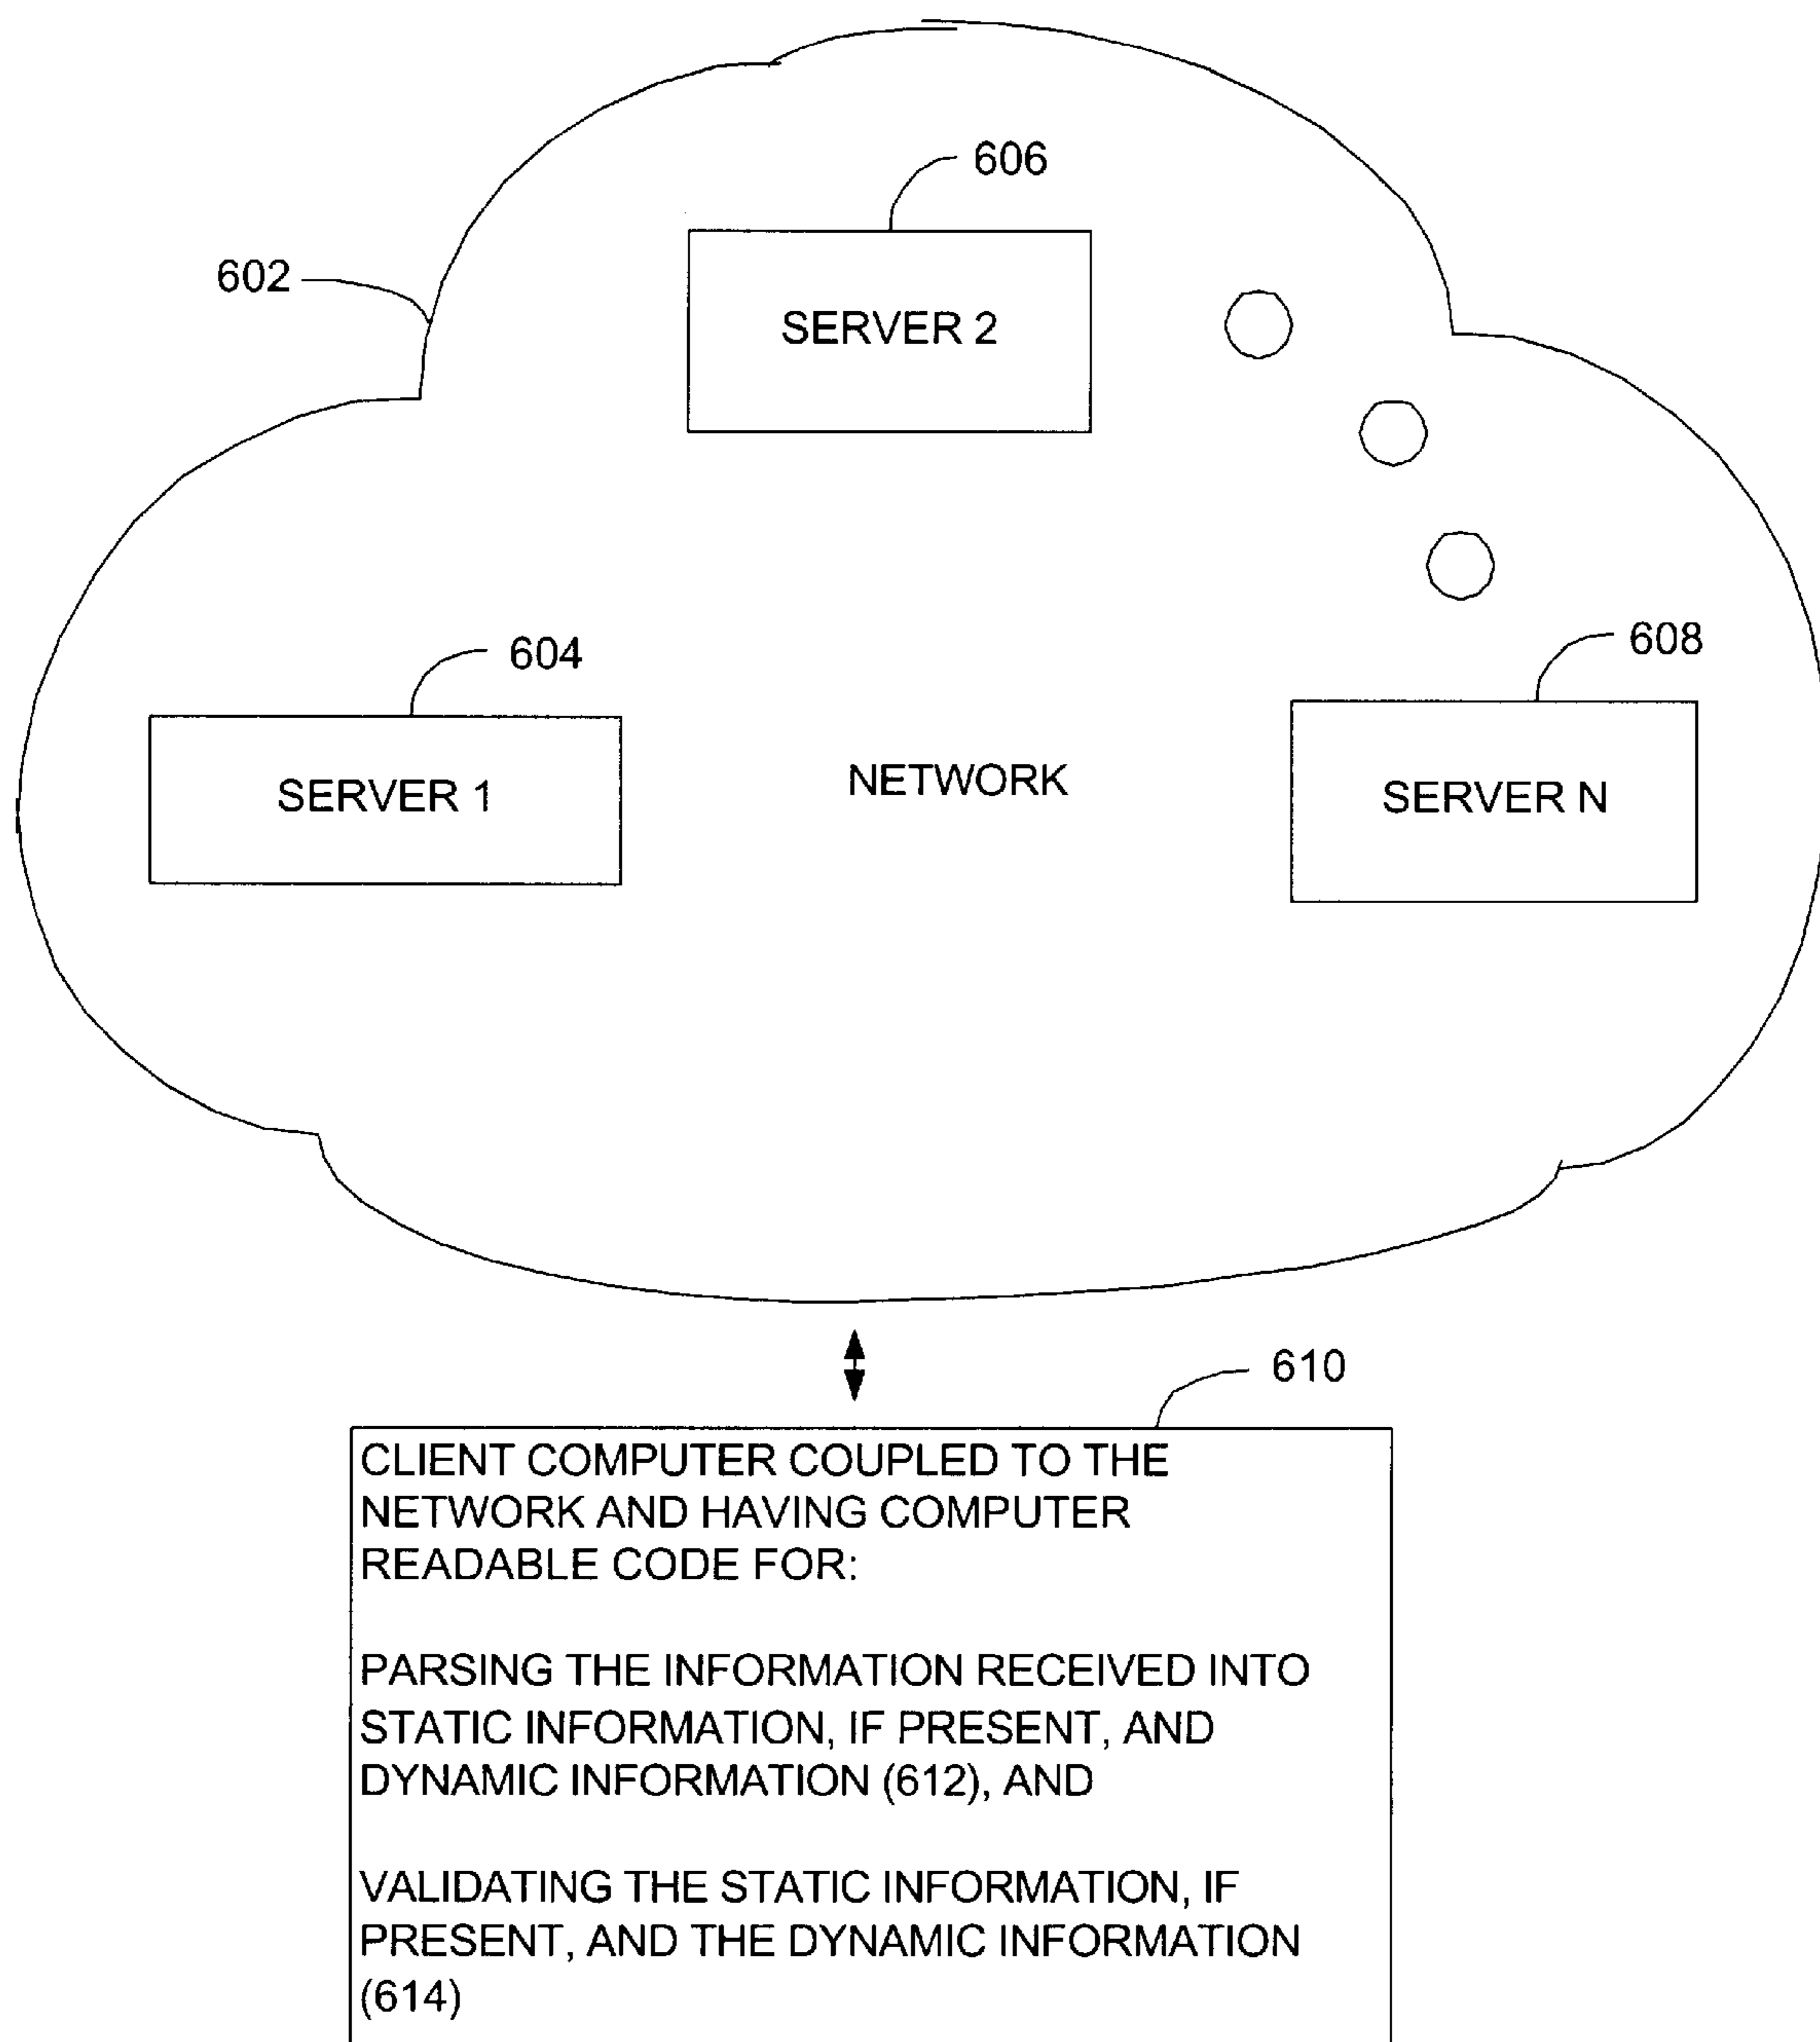 606
602
SERVER 2
604
608
SERVER 1
NETWORK
SERVER N
610
CLIENT COMPUTER COUPLED TO THE
NETWORK AND HAVING COMPUTER
READABLE CODE FOR:
PARSING THE INFORMATION RECEIVED INTO
STATIC INFORMATION, IF PRESENT, AND
DYNAMIC INFORMATION (612), AND
VALIDATING THE STATIC INFORMATION, IF
PRESENT, AND THE DYNAMIC INFORMATION
(614)